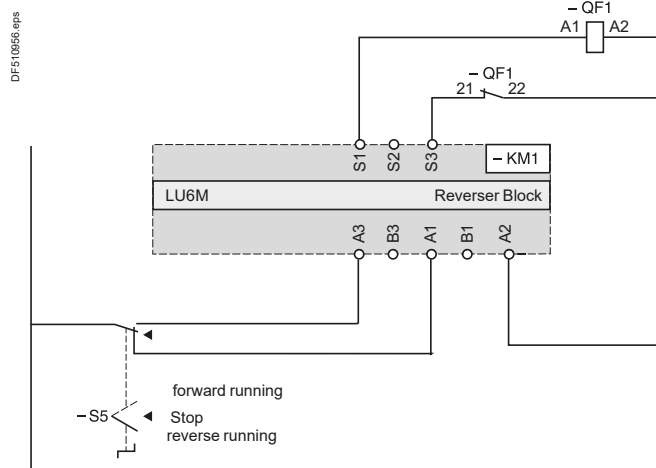 DF510956.eps
– QF1
A1 A2
– QF1
21 22
S1 S2 S3
– KM1
LU6M Reverser Block
A3 B3 A1 B1 A2
forward running
– S5 Stop
reverse running